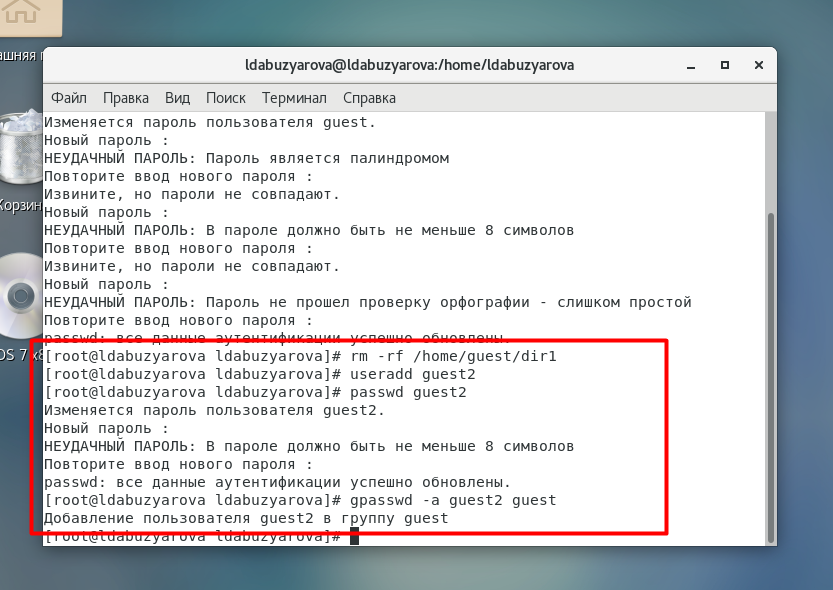 ldabuzyarova@ldabuzyarova:/home/ldabuzyarova
Файл Правка Вид Поиск Терминал Справка
Изменяется пароль пользователя guest.
Новый пароль :
НЕУДАЧНЫЙ ПАРОЛЬ: Пароль является палиндромом
Повторите ввод нового пароля :
Извините, но пароли не совпадают.
Новый пароль :
НЕУДАЧНЫЙ ПАРОЛЬ: В пароле должно быть не меньше 8 символов
Повторите ввод нового пароля :
Извините, но пароли не совпадают.
Новый пароль :
НЕУДАЧНЫЙ ПАРОЛЬ: Пароль не прошел проверку орфографии - слишком простой
Повторите ввод нового пароля :
passwd: все данные аутентификации успешно обновлены.
[root@ldabuzyarova ldabuzyarova]# rm -rf /home/guest/dir1
[root@ldabuzyarova ldabuzyarova]# useradd guest2
[root@ldabuzyarova ldabuzyarova]# passwd guest2
Изменяется пароль пользователя guest2.
Новый пароль :
НЕУДАЧНЫЙ ПАРОЛЬ: В пароле должно быть не меньше 8 символов
Повторите ввод нового пароля :
passwd: все данные аутентификации успешно обновлены.
[root@ldabuzyarova ldabuzyarova]# gpasswd -a guest2 guest
Добавление пользователя guest2 в группу guest
[root@ldabuzyarova ldabuzyarova]#